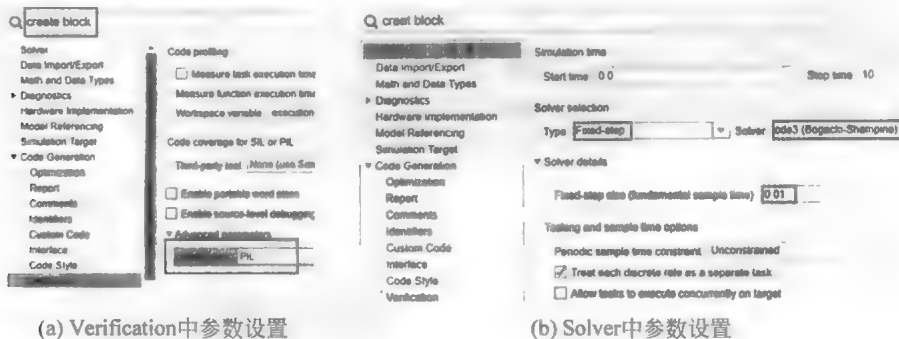 create block
Solver
Data Import/Export
Math and Data Types
Diagnostics
Hardware Implementation
Model Referencing
Simulation Target
Code Generation
Optimization
Report
Comments
Identifiers
Custom Code
Interface
Code Style
Code profiling
Measure task execution time
Measure function execution time
Workspace variable execution
Code coverage for SIL or PIL
Third-party tool None (use Sim
Enable portable word sizes
Enable source-level debugging
Advanced parameters
PIL
(a) Verification中参数设置
creat block
Data Import/Export
Math and Data Types
Diagnostics
Hardware Implementation
Model Referencing
Simulation Target
Code Generation
Optimization
Report
Comments
Identifiers
Custom Code
Interface
Code Style
Verification
Simulation time
Start time 0.0 Stop time 10
Solver selection
Type Fixed-step Solver ode3 (Bogacki-Shampine)
Solver details
Fixed-step size (fundamental sample time) 0.01
Tasking and sample time options
Periodic sample time constraint Unconstrained
Treat each discrete rate as a separate task
Allow tasks to execute concurrently on target
(b) Solver中参数设置